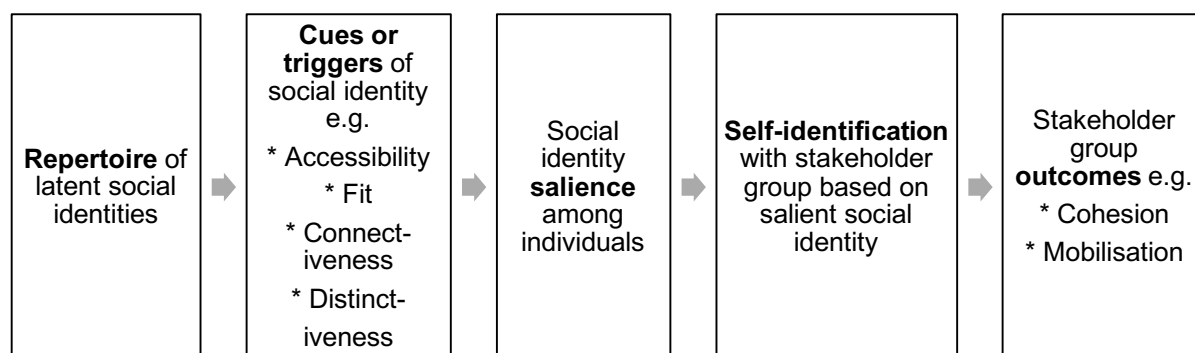 Repertoire of
latent social
identities
Cues or
triggers of
social identity
e.g.
* Accessibility
* Fit
* Connect-
iveness
* Distinct-
iveness
Social
identity
salience
among
individuals
Self-identification
with stakeholder
group based on
salient social
identity
Stakeholder
group
outcomes e.g.
* Cohesion
* Mobilisation